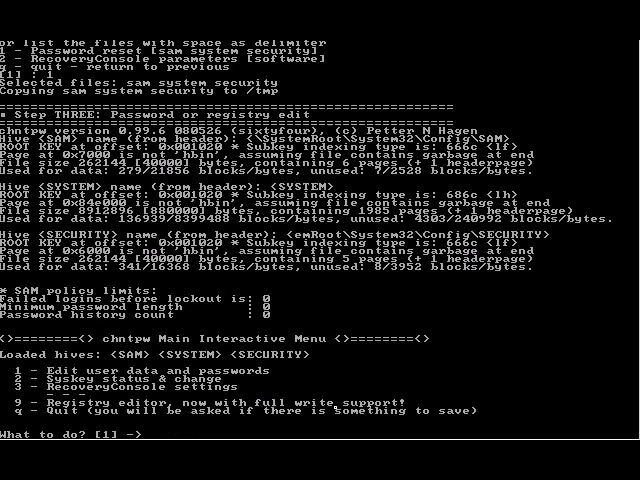 or list the files with space as delimiter
1 - Password reset [sam system security]
2 - RecoveryConsole parameters [software]
q - quit - return to previous
[1] : 1
Selected files: sam system security
Copying sam system security to /tmp
=========================================================
• Step THREE: Password or registry edit
=========================================================
chntpw version 0.99.6 080526 (sixtyfour), (c) Petter N Hagen
Hive <SAM> name (from header): <\SystemRoot\System32\Config\SAM>
ROOT KEY at offset: 0x001020 * Subkey indexing type is: 666c <lf>
Page at 0x7000 is not 'hbin', assuming file contains garbage at end
File size 262144 [40000] bytes, containing 6 pages (+ 1 headerpage)
Used for data: 279/21856 blocks/bytes, unused: 7/2528 blocks/bytes.
Hive <SYSTEM> name (from header): <SYSTEM>
ROOT KEY at offset: 0x001020 * Subkey indexing type is: 686c <lh>
Page at 0x84e000 is not 'hbin', assuming file contains garbage at end
File size 8912896 [880000] bytes, containing 1985 pages (+ 1 headerpage)
Used for data: 136939/8399488 blocks/bytes, unused: 4303/240992 blocks/bytes.
Hive <SECURITY> name (from header): <emRoot\System32\Config\SECURITY>
ROOT KEY at offset: 0x001020 * Subkey indexing type is: 666c <lf>
Page at 0x6000 is not 'hbin', assuming file contains garbage at end
File size 262144 [40000] bytes, containing 5 pages (+ 1 headerpage)
Used for data: 341/16368 blocks/bytes, unused: 8/3952 blocks/bytes.
* SAM policy limits:
Failed logins before lockout is: 0
Minimum password length        : 0
Password history count         : 0
<>========<> chntpw Main Interactive Menu <>========<>
Loaded hives: <SAM> <SYSTEM> <SECURITY>
1 - Edit user data and passwords
2 - Syskey status & change
3 - RecoveryConsole settings
- - -
9 - Registry editor, now with full write support!
q - Quit (you will be asked if there is something to save)
What to do? [1] ->